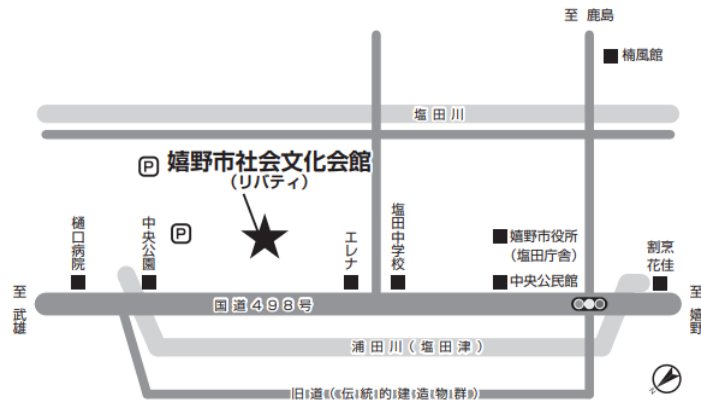 至 鹿島
楠風館
塩田川
P
嬉野市社会文化会館
(リバティ)
樋口病院
中央公園
P
エレナ
塩田中学校
嬉野市役所
(塩田庁舎)
中央公民館
割烹
花佳
至 武雄
国道498号
至 嬉野
浦田川(塩田津)
旧道(伝統的建造物群)
N